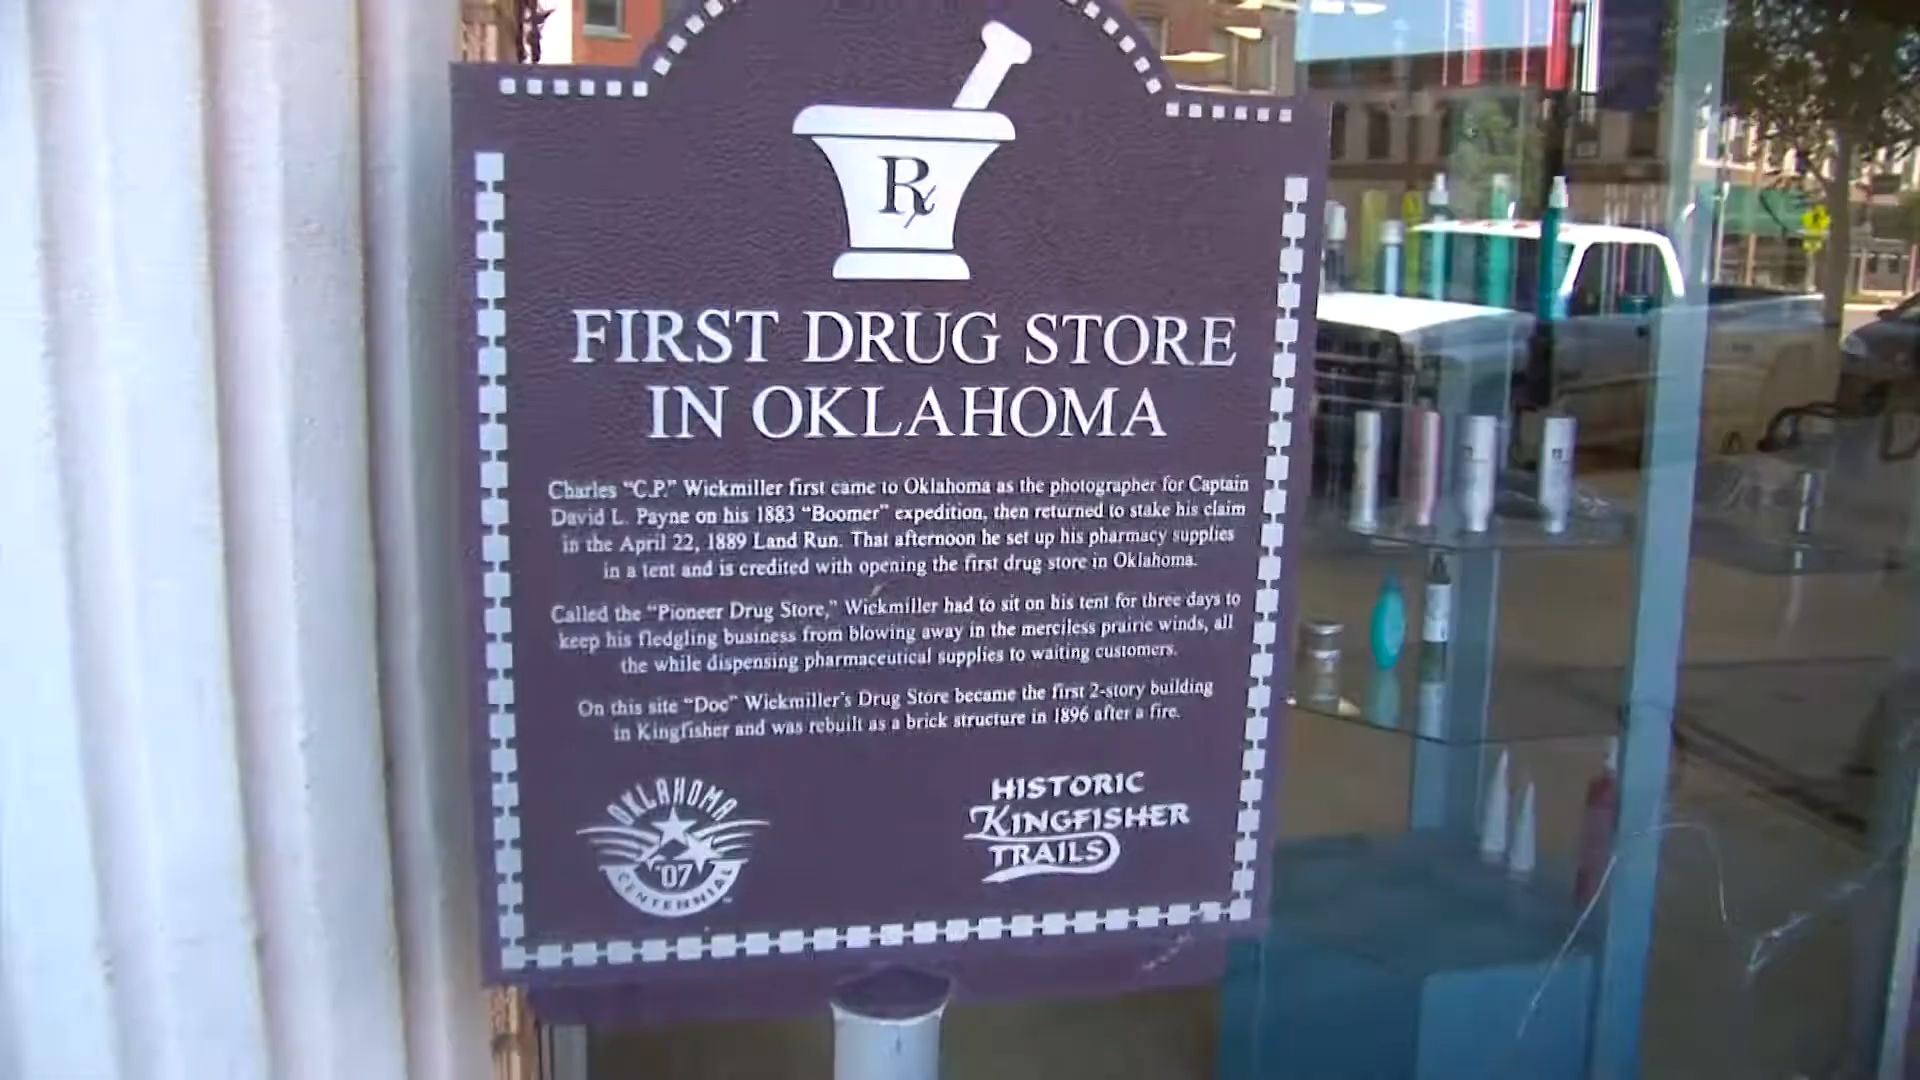 Rx
FIRST DRUG STORE
IN OKLAHOMA
Charles "C.P." Wickmiller first came to Oklahoma as the photographer for Captain
David L. Payne on his 1883 "Boomer" expedition, then returned to stake his claim
in the April 22, 1889 Land Run. That afternoon he set up his pharmacy supplies
in a tent and is credited with opening the first drug store in Oklahoma.
Called the "Pioneer Drug Store," Wickmiller had to sit on his tent for three days to
keep his fledgling business from blowing away in the merciless prairie winds, all
the while dispensing pharmaceutical supplies to waiting customers.
On this site "Doc" Wickmiller's Drug Store became the first 2-story building
in Kingfisher and was rebuilt as a brick structure in 1896 after a fire.
OKLAHOMA
'07
CENTENNIAL
HISTORIC
KINGFISHER
TRAILS